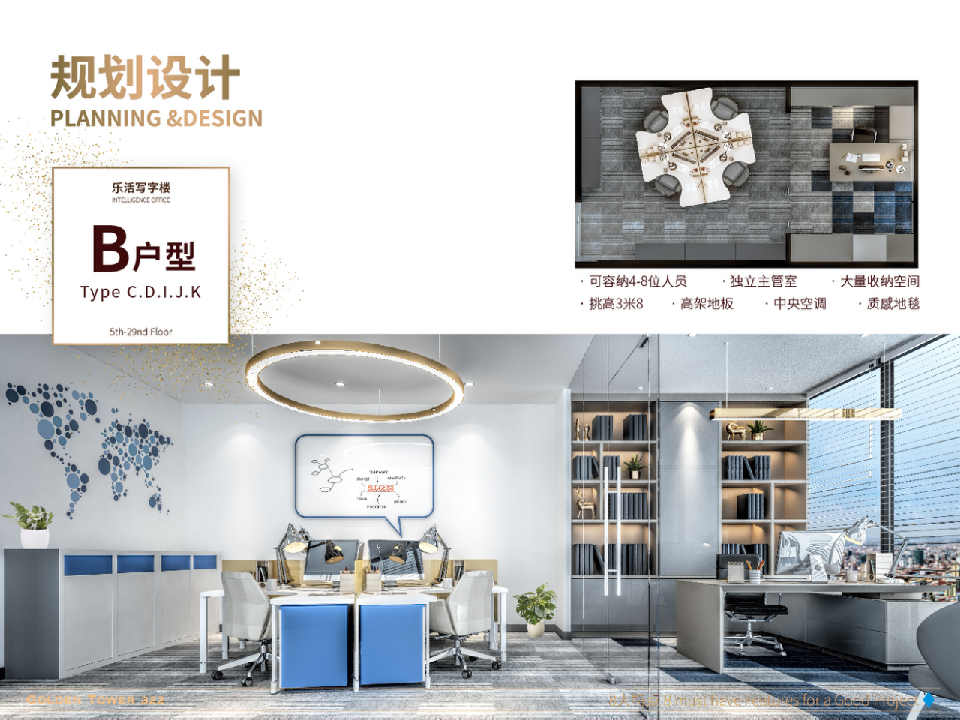 规划设计
PLANNING &DESIGN
乐活写字楼
INTELLIGENCE OFFICE
B户型
Type C.D.I.J.K
5th-29nd Floor
· 可容纳4-8位人员 · 独立主管室 · 大量收纳空间
· 挑高3米8 · 高架地板 · 中央空调 · 质感地毯
SUCCESS
for a Good Project